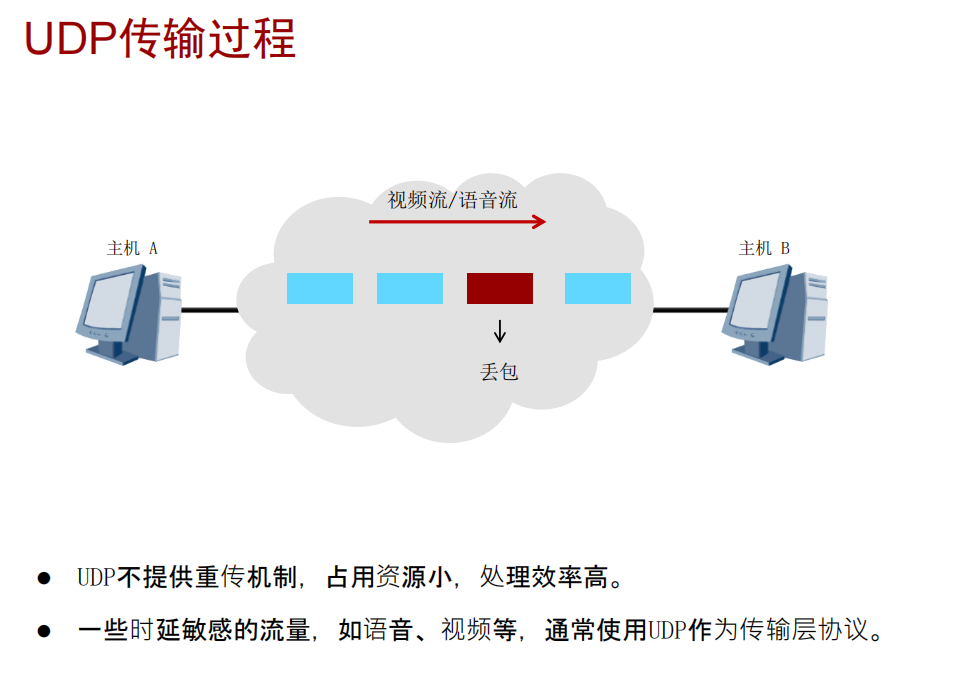 UDP传输过程
视频流/语音流
主机 A
主机 B
丢包
● UDP不提供重传机制，占用资源小，处理效率高。
● 一些时延敏感的流量，如语音、视频等，通常使用UDP作为传输层协议。